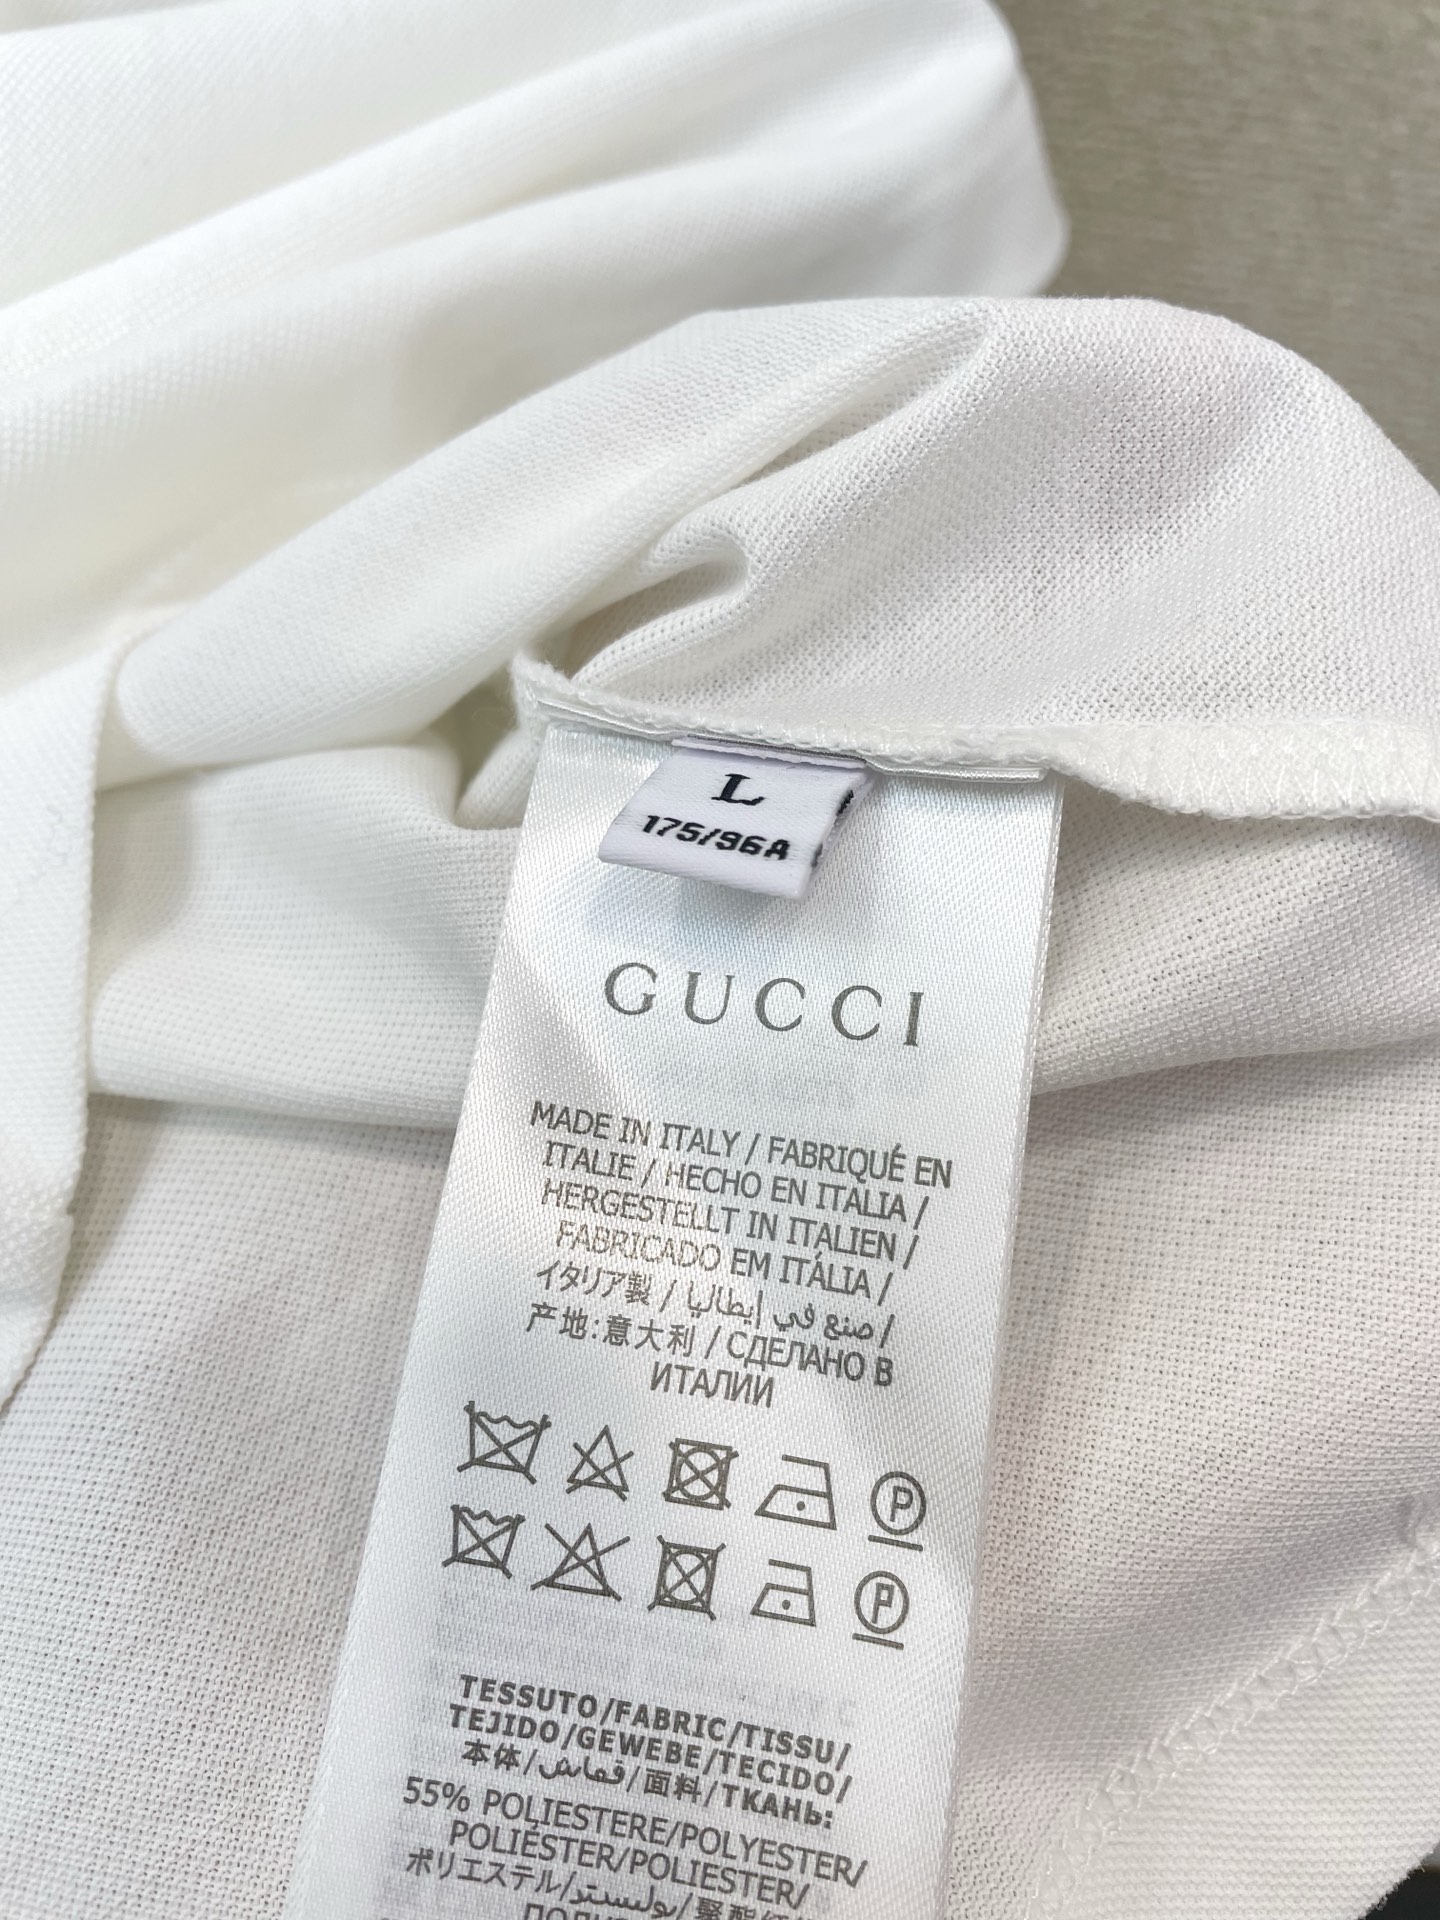 L
175/96A
GUCCI
MADE IN ITALY / FABRIQUÉ EN
ITALIE / HECHO EN ITALIA /
HERGESTELLT IN ITALIEN /
FABRICADO EM ITÁLIA /
イタリア製 / صنع في إيطاليا /
产地:意大利 / СДЕЛАНО В
ИТАЛИИ
P
P
TESSUTO/FABRIC/TISSU/
TEJIDO/GEWEBE/TECIDO/
本体/قماش/面料/ТКАНЬ:
55% POLIESTERE/POLYESTER/
POLIÉSTER/POLIESTER/
ポリエステル/بوليستر/